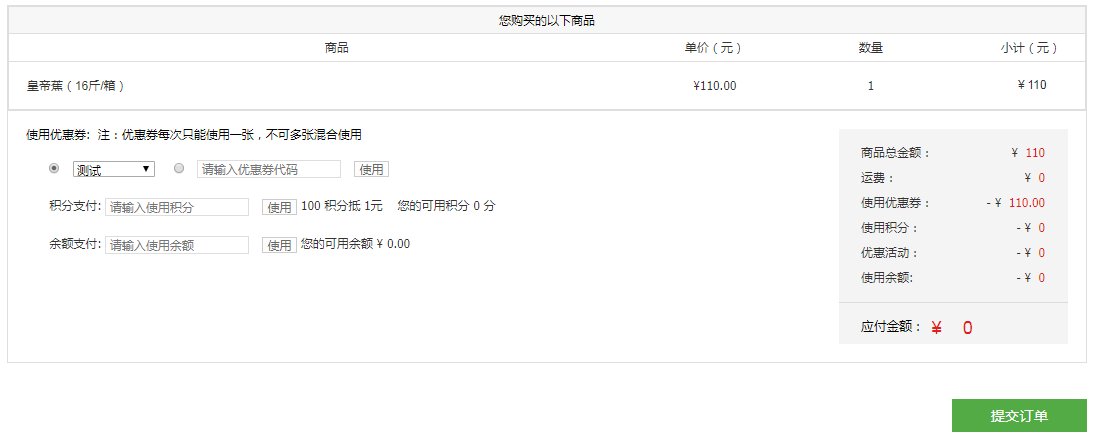 您购买的以下商品
商品 单价（元） 数量 小计（元）
皇帝蕉（16斤/箱） ¥110.00 1 ¥ 110
使用优惠券: 注：优惠券每次只能使用一张，不可多张混合使用
测试 请输入优惠券代码 使用
积分支付: 请输入使用积分 使用 100 积分抵 1元 您的可用积分 0 分
余额支付: 请输入使用余额 使用 您的可用余额 ¥ 0.00
商品总金额： ¥ 110
运费： ¥ 0
使用优惠券： - ¥ 110.00
使用积分： - ¥ 0
优惠活动： - ¥ 0
使用余额: - ¥ 0
应付金额： ¥ 0
提交订单